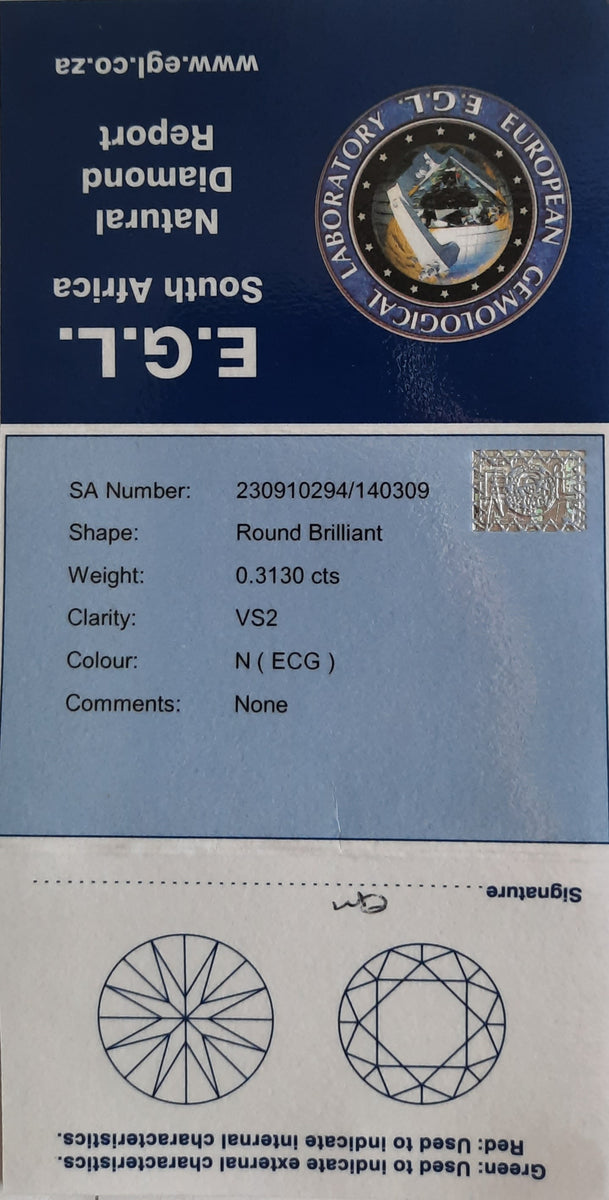 E.G.L.
South Africa
Natural
Diamond
Report
www.egl.co.za
EUROPEAN GEMOLOGICAL LABORATORY
E.G.L.
SA Number: 230910294/140309
Shape: Round Brilliant
Weight: 0.3130 cts
Clarity: VS2
Colour: N ( ECG )
Comments: None
Green: Used to indicate external characteristics.
Red: Used to indicate internal characteristics.
Signature